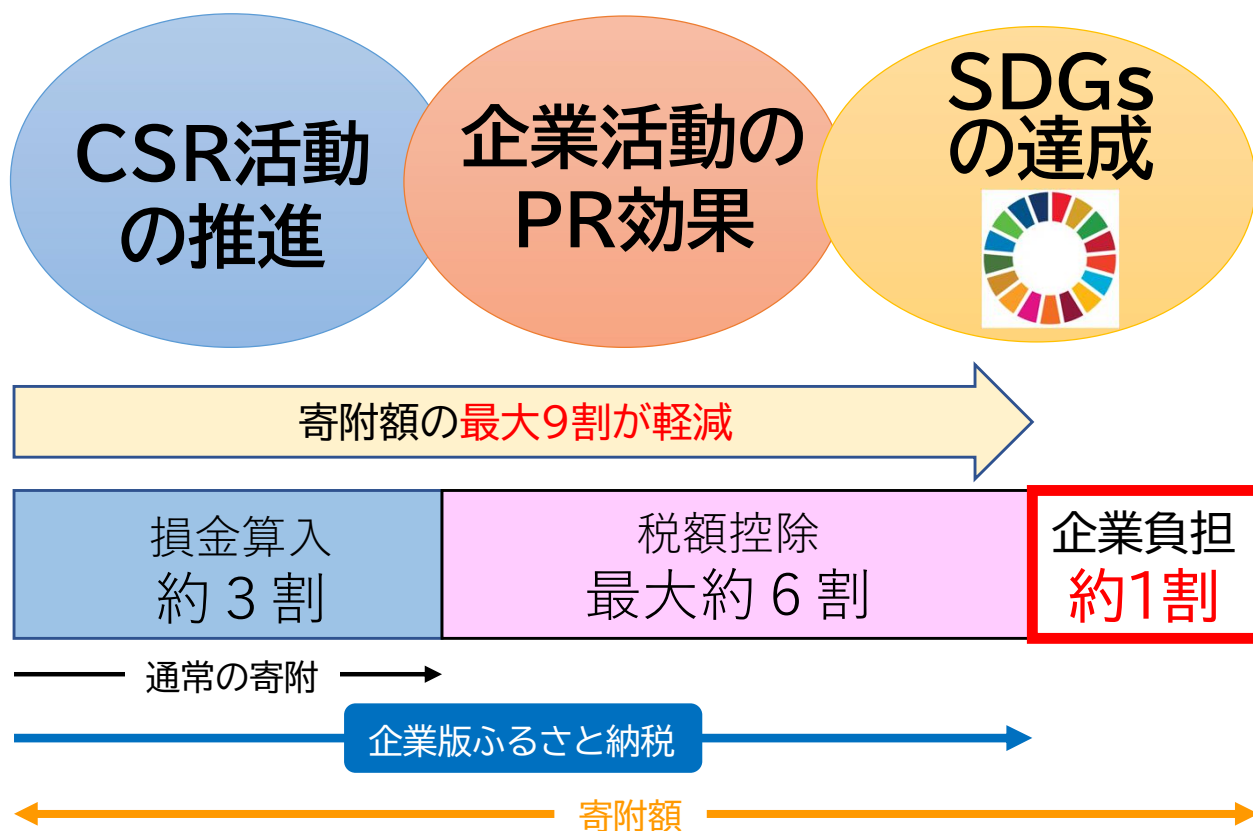 CSR活動
の推進
企業活動の
PR効果
SDGs
の達成
寄附額の最大9割が軽減
損金算入
約3割
税額控除
最大約6割
企業負担
約1割
通常の寄附
企業版ふるさと納税
寄附額